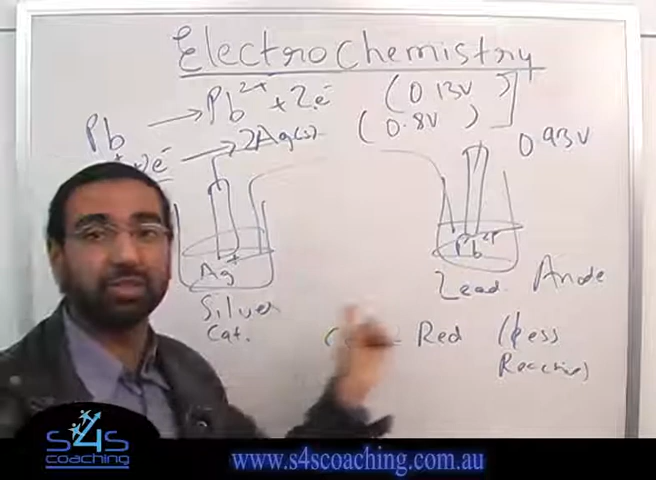 Electrochemistry
Pb → Pb²⁺ + 2e⁻ (0.13V)
2e⁻ → 2Ag(s) (0.8V)
0.93V
Ag⁺
Pb²⁺
Silver
Cat.
Lead Anode
Red (Less
Reactive)
S4S
coaching
www.s4scoaching.com.au